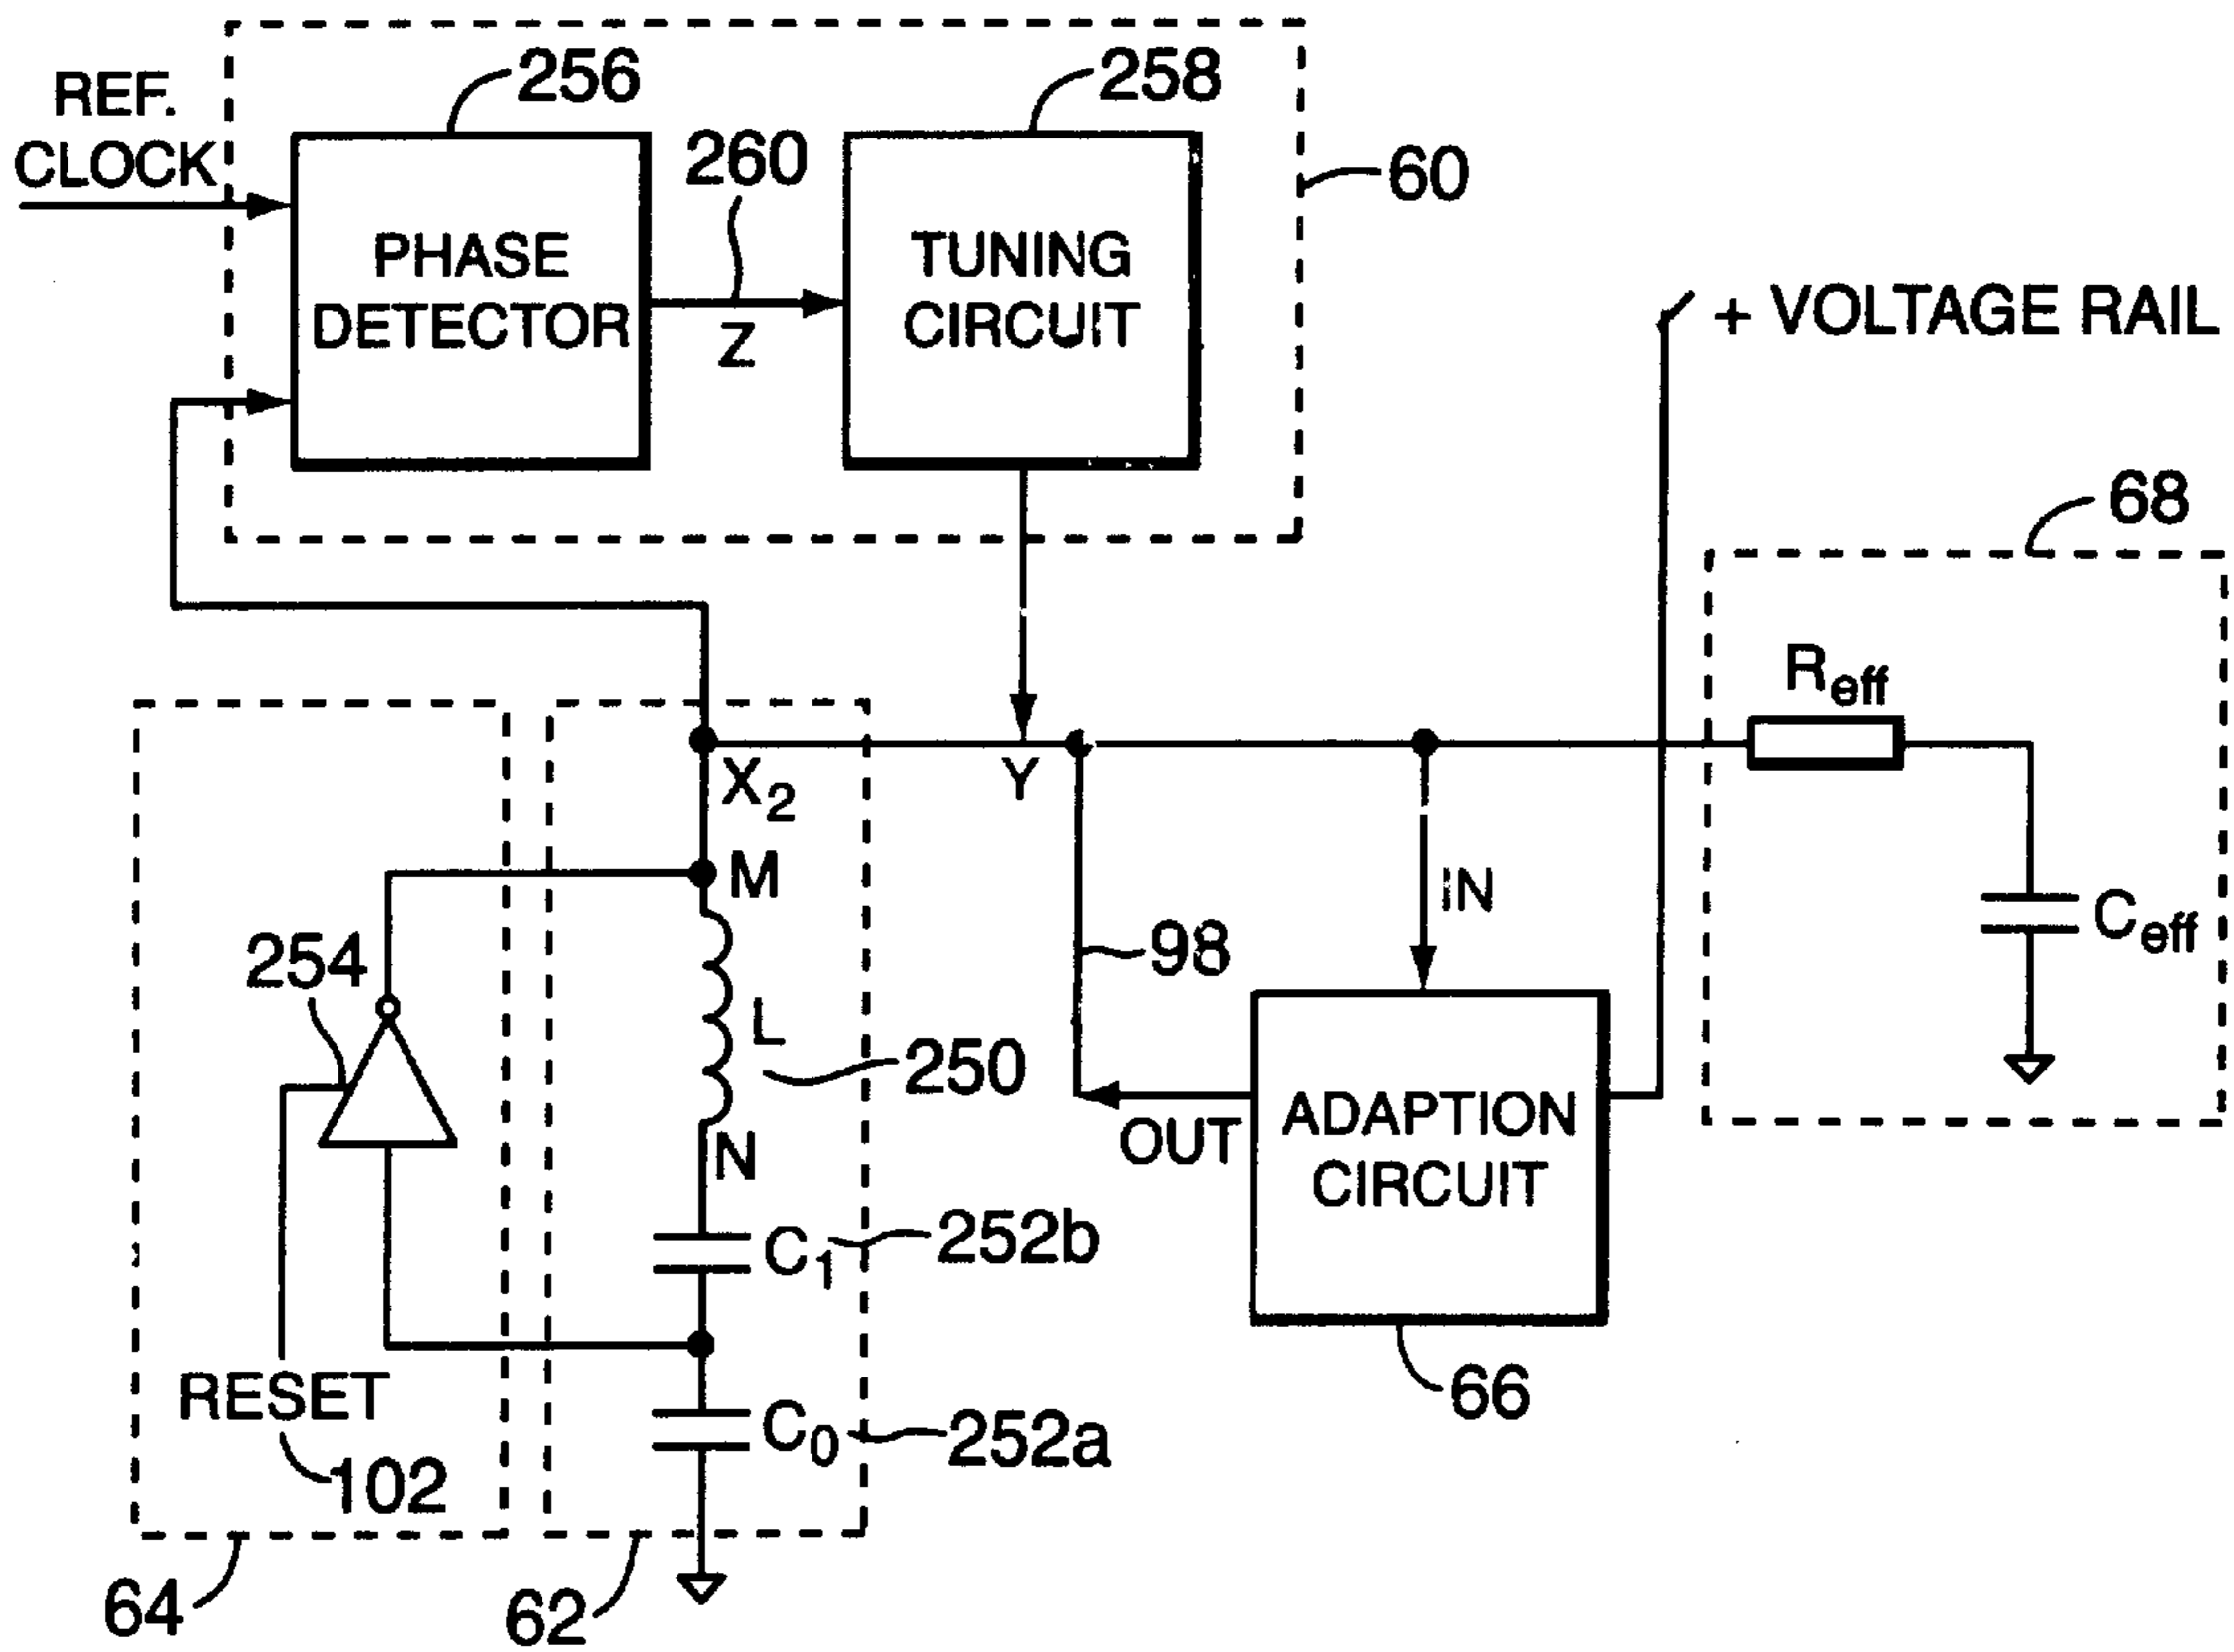 256
258
REF.
CLOCK
260
60
PHASE
DETECTOR
Z
TUNING
CIRCUIT
+ VOLTAGE RAIL
68
Reff
X2
Y
M
IN
Ceff
254
98
L
250
OUT
ADAPTION
CIRCUIT
N
C1
252b
RESET
66
C0
252a
102
64
62